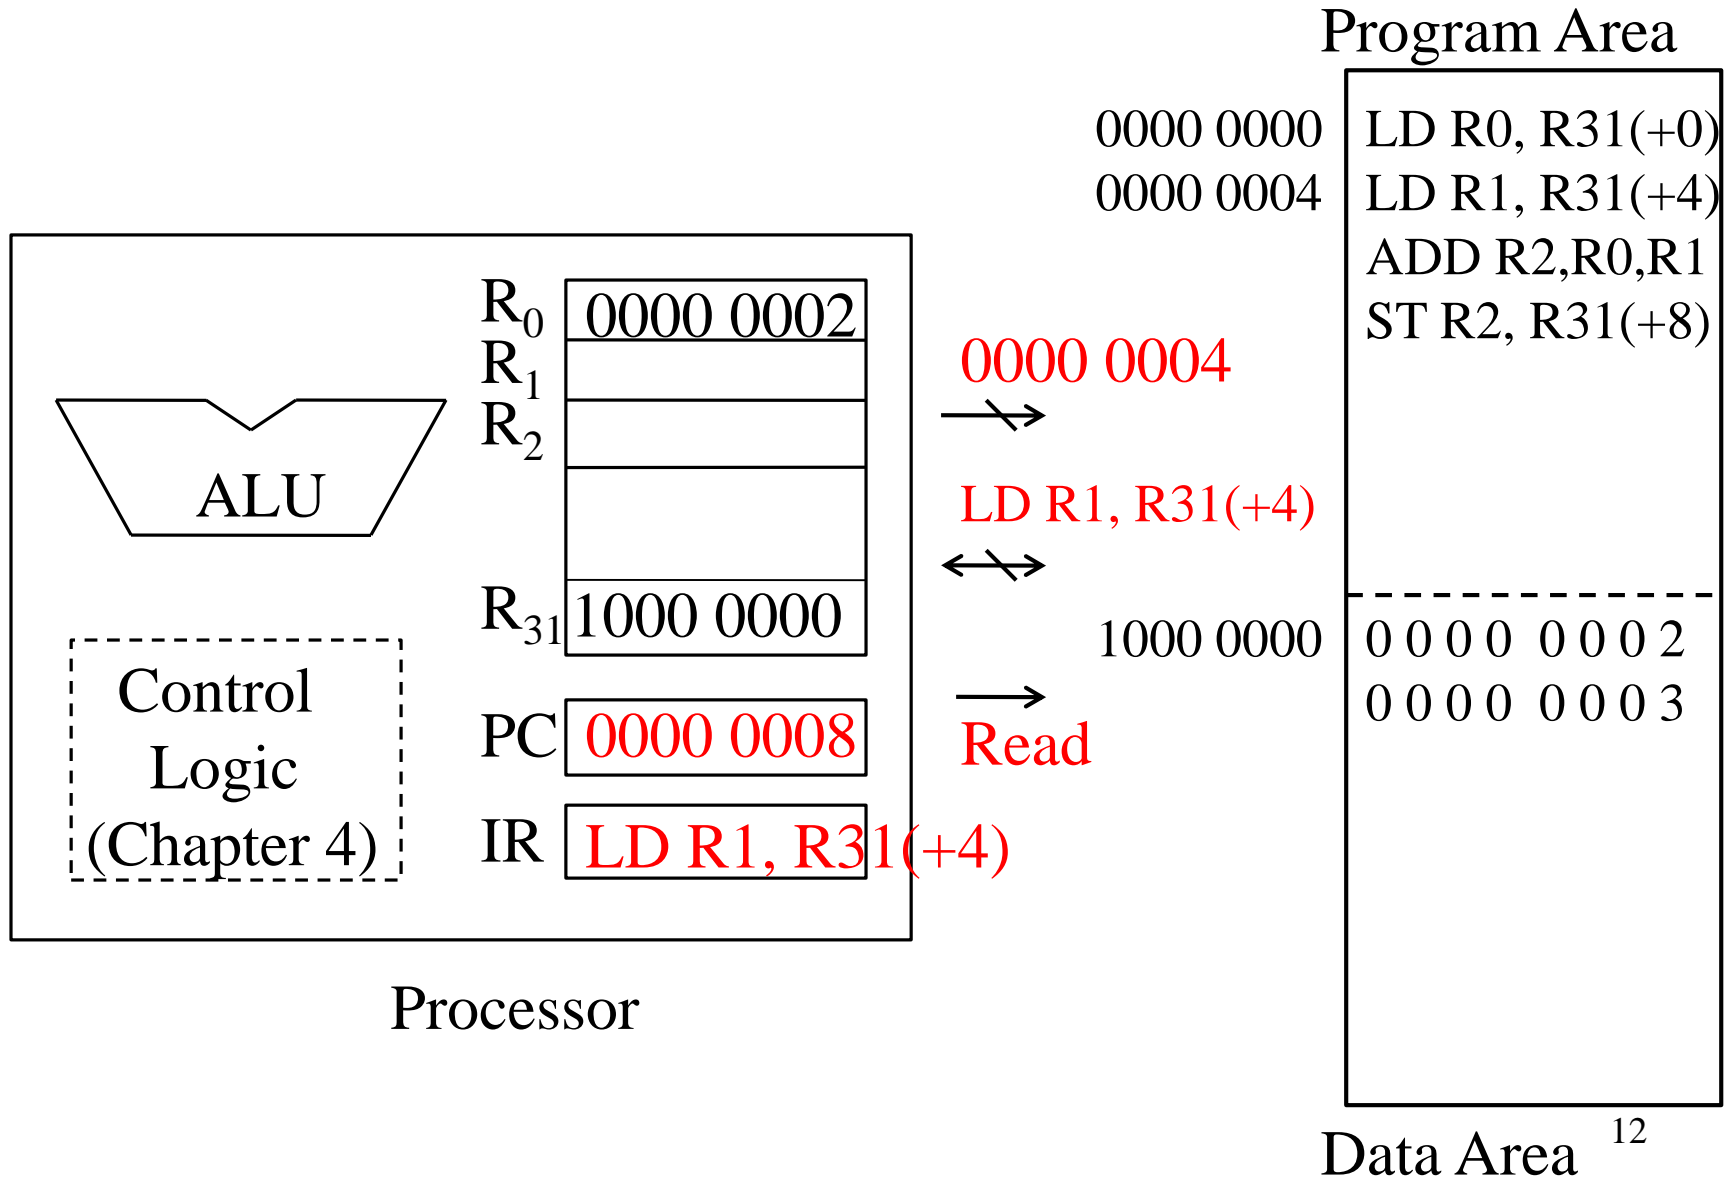 Program Area
0000 0000 LD R0, R31(+0)
0000 0004 LD R1, R31(+4)
ADD R2,R0,R1
ST R2, R31(+8)
R0 0000 0002
R1
R2
R31 1000 0000
ALU
Control
Logic
(Chapter 4)
PC 0000 0008
IR LD R1, R31(+4)
Processor
0000 0004
LD R1, R31(+4)
Read
1000 0000 0 0 0 0 0 0 0 2
0 0 0 0 0 0 0 3
Data Area
12